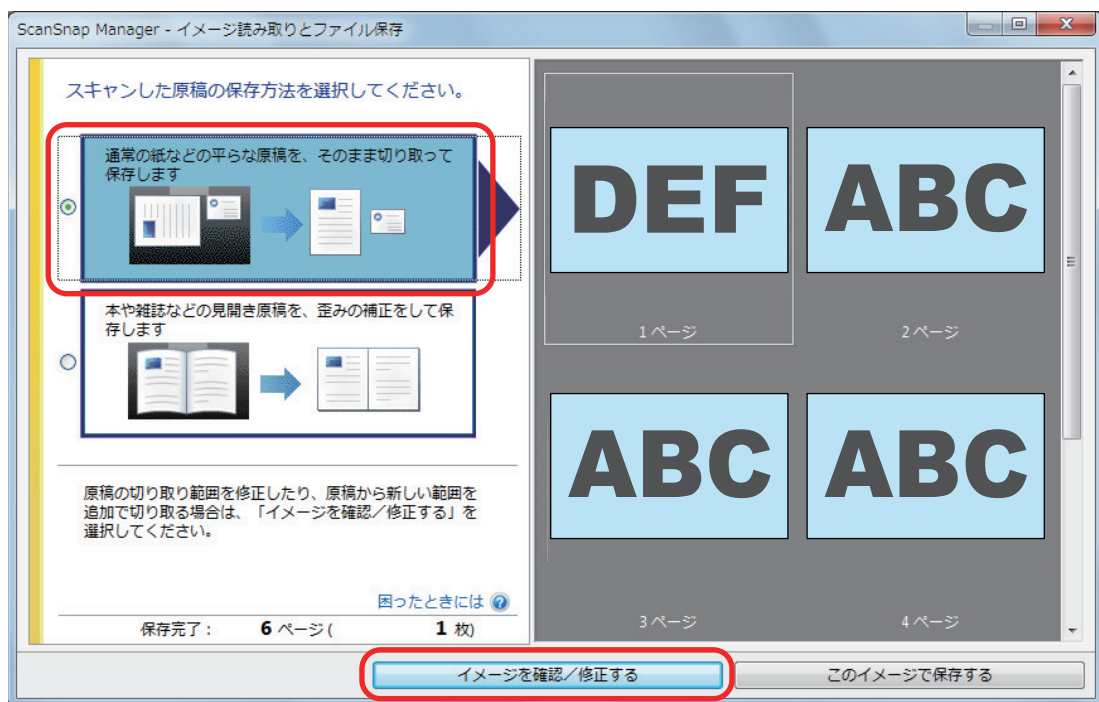 ScanSnap Manager - イメージ読み取りとファイル保存
スキャンした原稿の保存方法を選択してください。
通常の紙などの平らな原稿を、そのまま切り取って
保存します
本や雑誌などの見開き原稿を、歪みの補正をして保
存します
原稿の切り取り範囲を修正したり、原稿から新しい範囲を
追加で切り取る場合は、「イメージを確認／修正する」を
選択してください。
困ったときには
保存完了： 6 ページ( 1 枚)
DEF
1 ページ
ABC
2 ページ
ABC
3 ページ
ABC
4 ページ
イメージを確認／修正する
このイメージで保存する